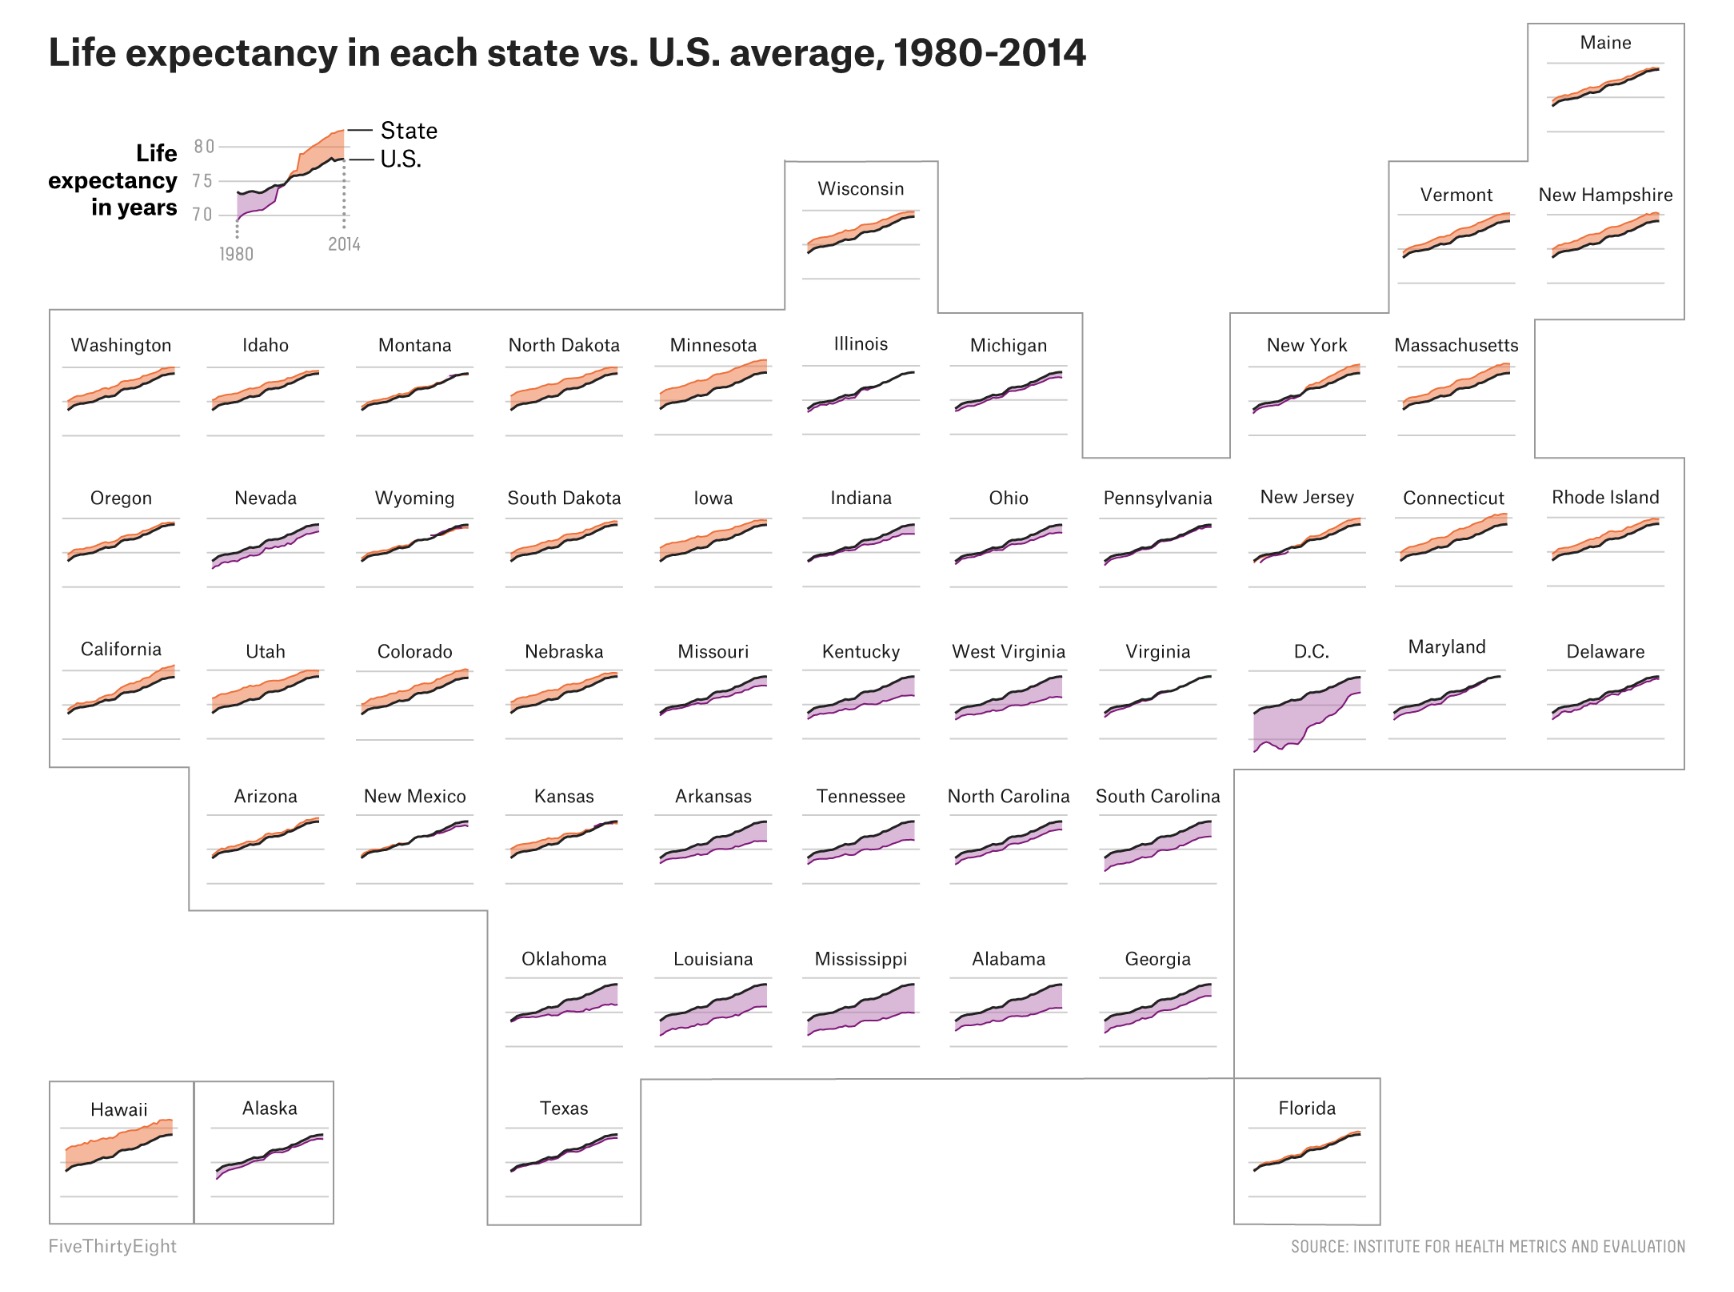 Life expectancy in each state vs. U.S. average, 1980-2014
Life
expectancy
in years
80
75
70
State
U.S.
1980
2014
Maine
Wisconsin
Vermont
New Hampshire
Washington
Idaho
Montana
North Dakota
Minnesota
Illinois
Michigan
New York
Massachusetts
Oregon
Nevada
Wyoming
South Dakota
Iowa
Indiana
Ohio
Pennsylvania
New Jersey
Connecticut
Rhode Island
California
Utah
Colorado
Nebraska
Missouri
Kentucky
West Virginia
Virginia
D.C.
Maryland
Delaware
Arizona
New Mexico
Kansas
Arkansas
Tennessee
North Carolina
South Carolina
Oklahoma
Louisiana
Mississippi
Alabama
Georgia
Hawaii
Alaska
Texas
Florida
FiveThirtyEight
SOURCE: INSTITUTE FOR HEALTH METRICS AND EVALUATION